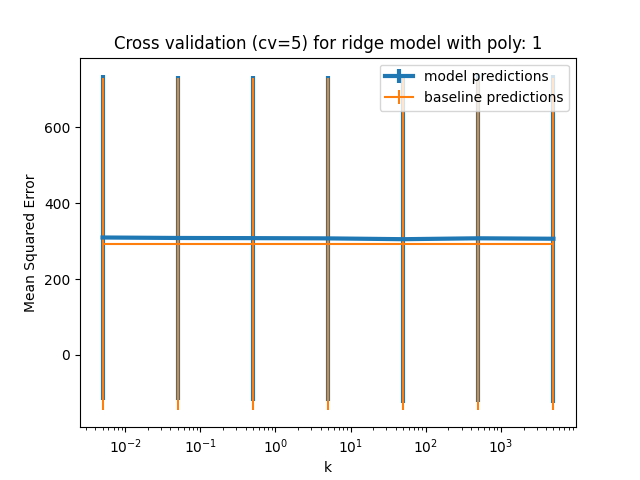 Cross validation (cv=5) for ridge model with poly: 1
model predictions
baseline predictions
Mean Squared Error
600
400
200
0
10⁻²
10⁻¹
10⁰
10¹
10²
10³
k